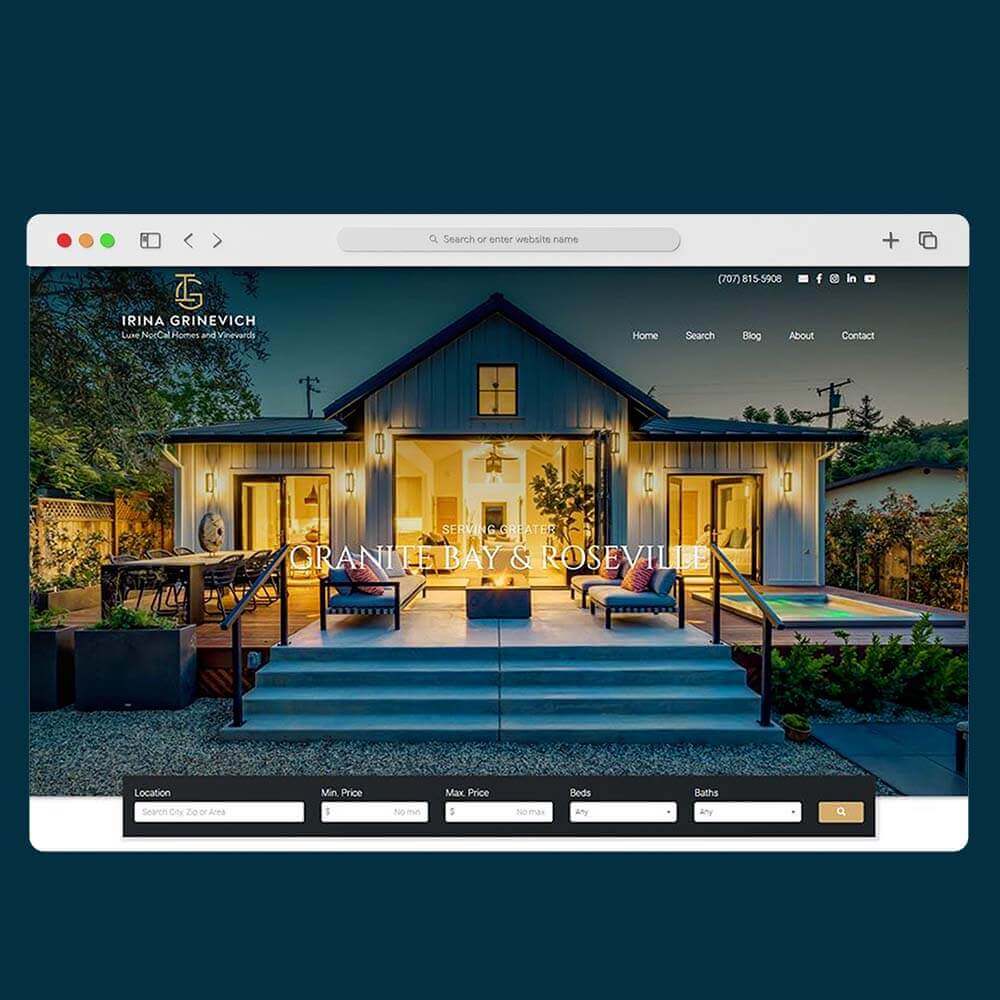 Search or enter website name
(707) 815-5908
IG
IRINA GRINEVICH
Luxe NorCal Homes and Vineyards
Home Search Blog About Contact
SERVING GREATER
GRANITE BAY & ROSEVILLE
Location Min. Price Max. Price Beds Baths
Search City, Zip or Area $ No min $ No max Any Any